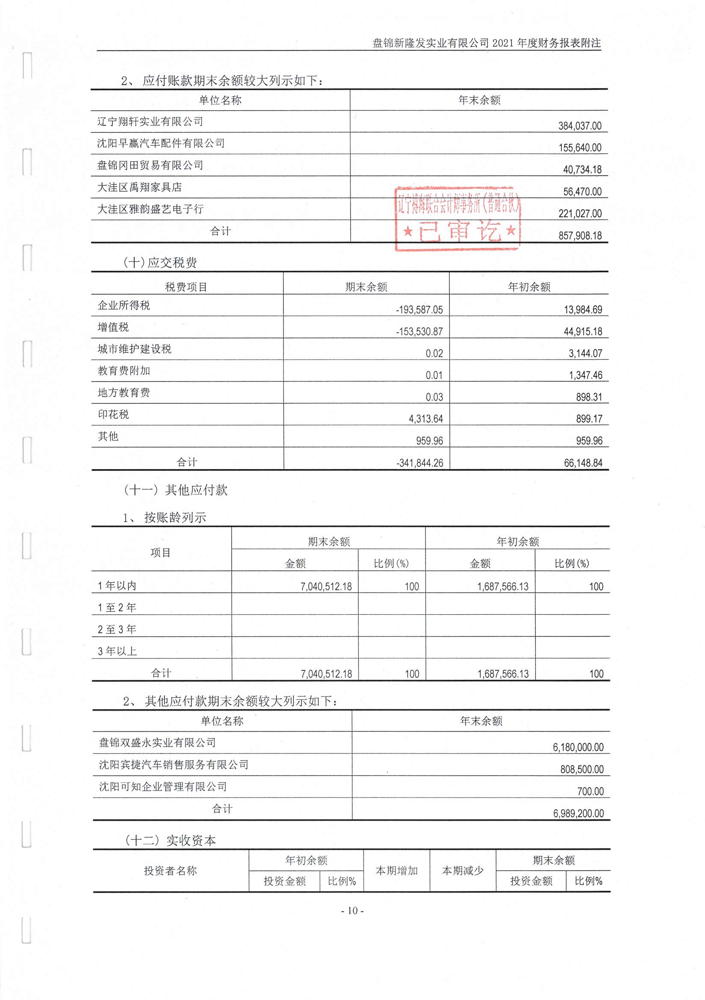 盘锦新隆发实业有限公司 2021 年度财务报表附注
2、 应付账款期末余额较大列示如下：
单位名称 年末余额
辽宁翔轩实业有限公司 384,037.00
沈阳早赢汽车配件有限公司 155,640.00
盘锦冈田贸易有限公司 40,734.18
大洼区禹翔家具店 56,470.00
大洼区雅韵盛艺电子行 221,027.00
合计 857,908.18
辽宁博海联合会计师事务所（普通合伙）
★已审讫★
(十)应交税费
税费项目 期末余额 年初余额
企业所得税 -193,587.05 13,984.69
增值税 -153,530.87 44,915.18
城市维护建设税 0.02 3,144.07
教育费附加 0.01 1,347.46
地方教育费 0.03 898.31
印花税 4,313.64 899.17
其他 959.96 959.96
合计 -341,844.26 66,148.84
（十一）其他应付款
1、 按账龄列示
项目 期末余额 年初余额
金额 比例(%) 金额 比例(%)
1 年以内 7,040,512.18 100 1,687,566.13 100
1 至 2 年
2 至 3 年
3 年以上
合计 7,040,512.18 100 1,687,566.13 100
2、 其他应付款期末余额较大列示如下：
单位名称 年末余额
盘锦双盛永实业有限公司 6,180,000.00
沈阳宾捷汽车销售服务有限公司 808,500.00
沈阳可知企业管理有限公司 700.00
合计 6,989,200.00
（十二）实收资本
投资者名称 年初余额 本期增加 本期减少 期末余额
投资金额 比例% 投资金额 比例%
- 10 -